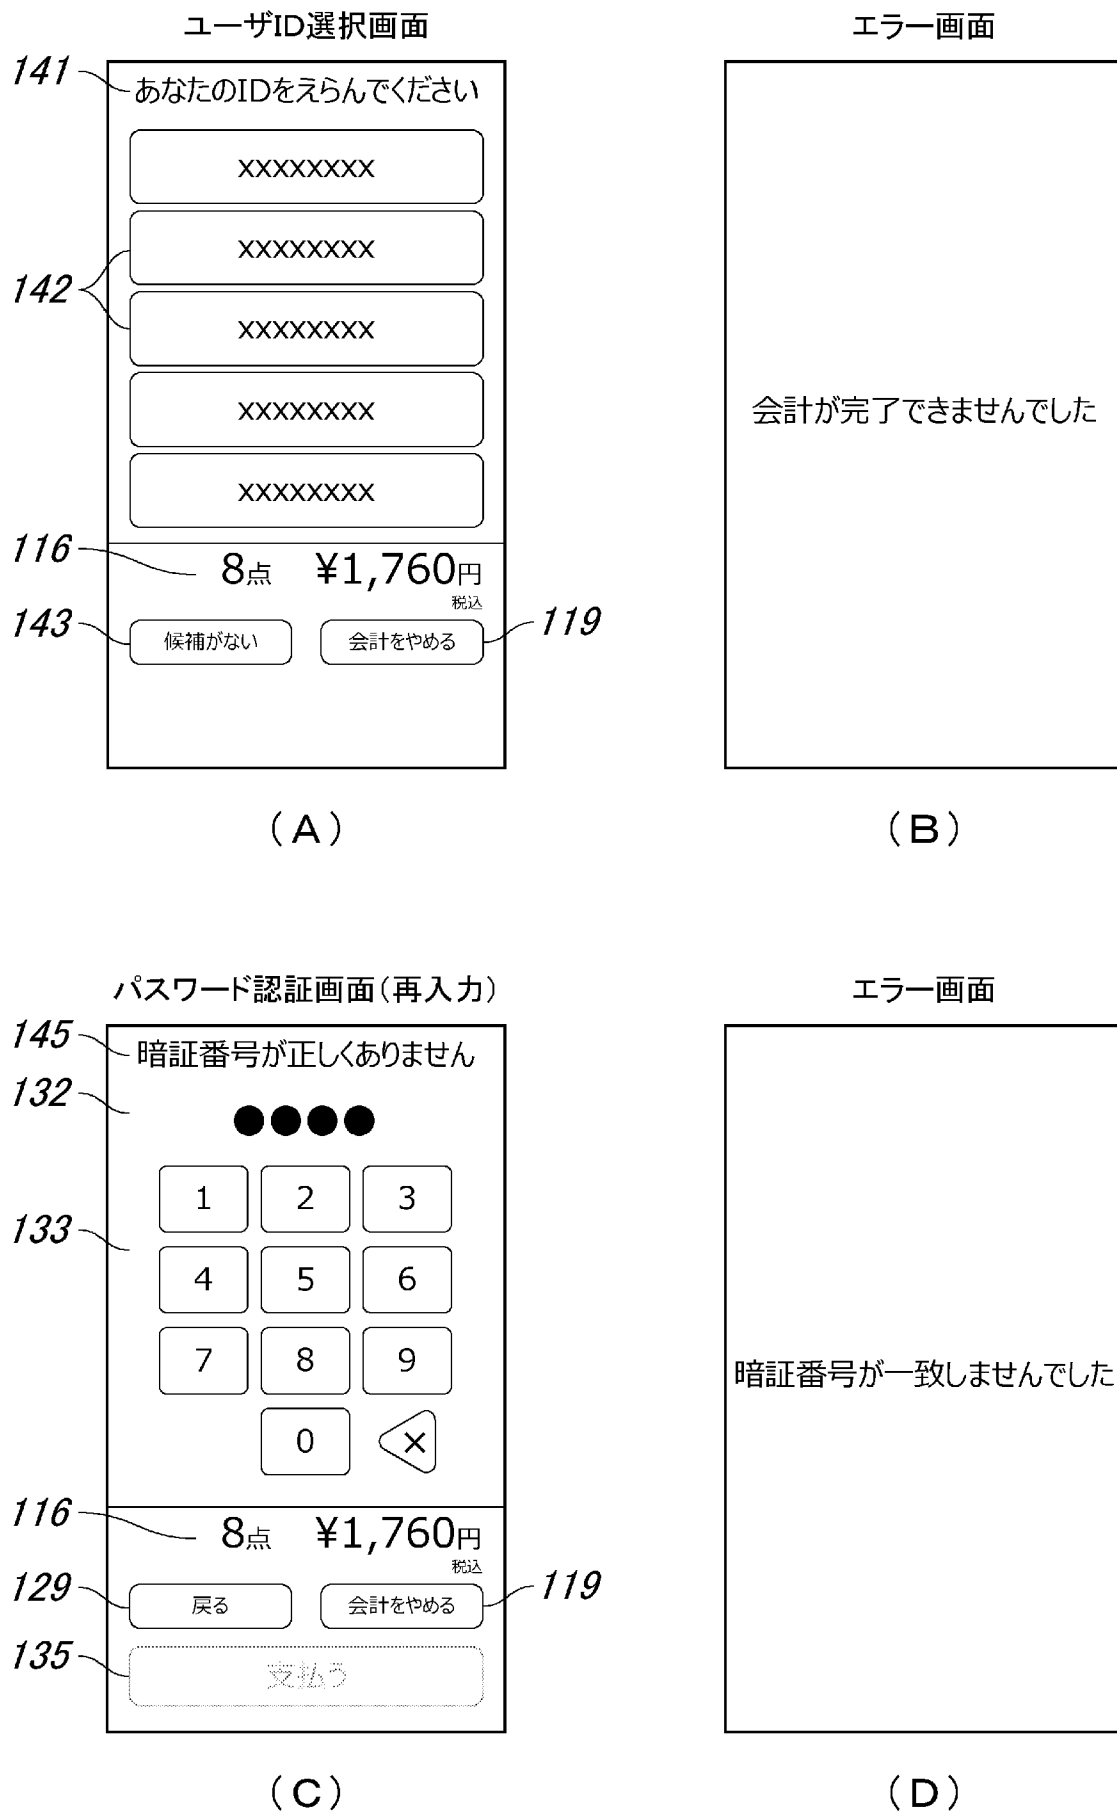 ユーザID選択画面
141
あなたのIDをえらんでください
xxxxxxxx
xxxxxxxx
142
xxxxxxxx
xxxxxxxx
xxxxxxxx
116
8点 ¥1,760円
税込
143
候補がない
会計をやめる
119
(A)
エラー画面
会計が完了できませんでした
(B)
パスワード認証画面(再入力)
145
暗証番号が正しくありません
132
●●●●
1 2 3
133
4 5 6
7 8 9
0 ×
116
8点 ¥1,760円
税込
129
戻る
会計をやめる
119
135
支払う
(C)
エラー画面
暗証番号が一致しませんでした
(D)